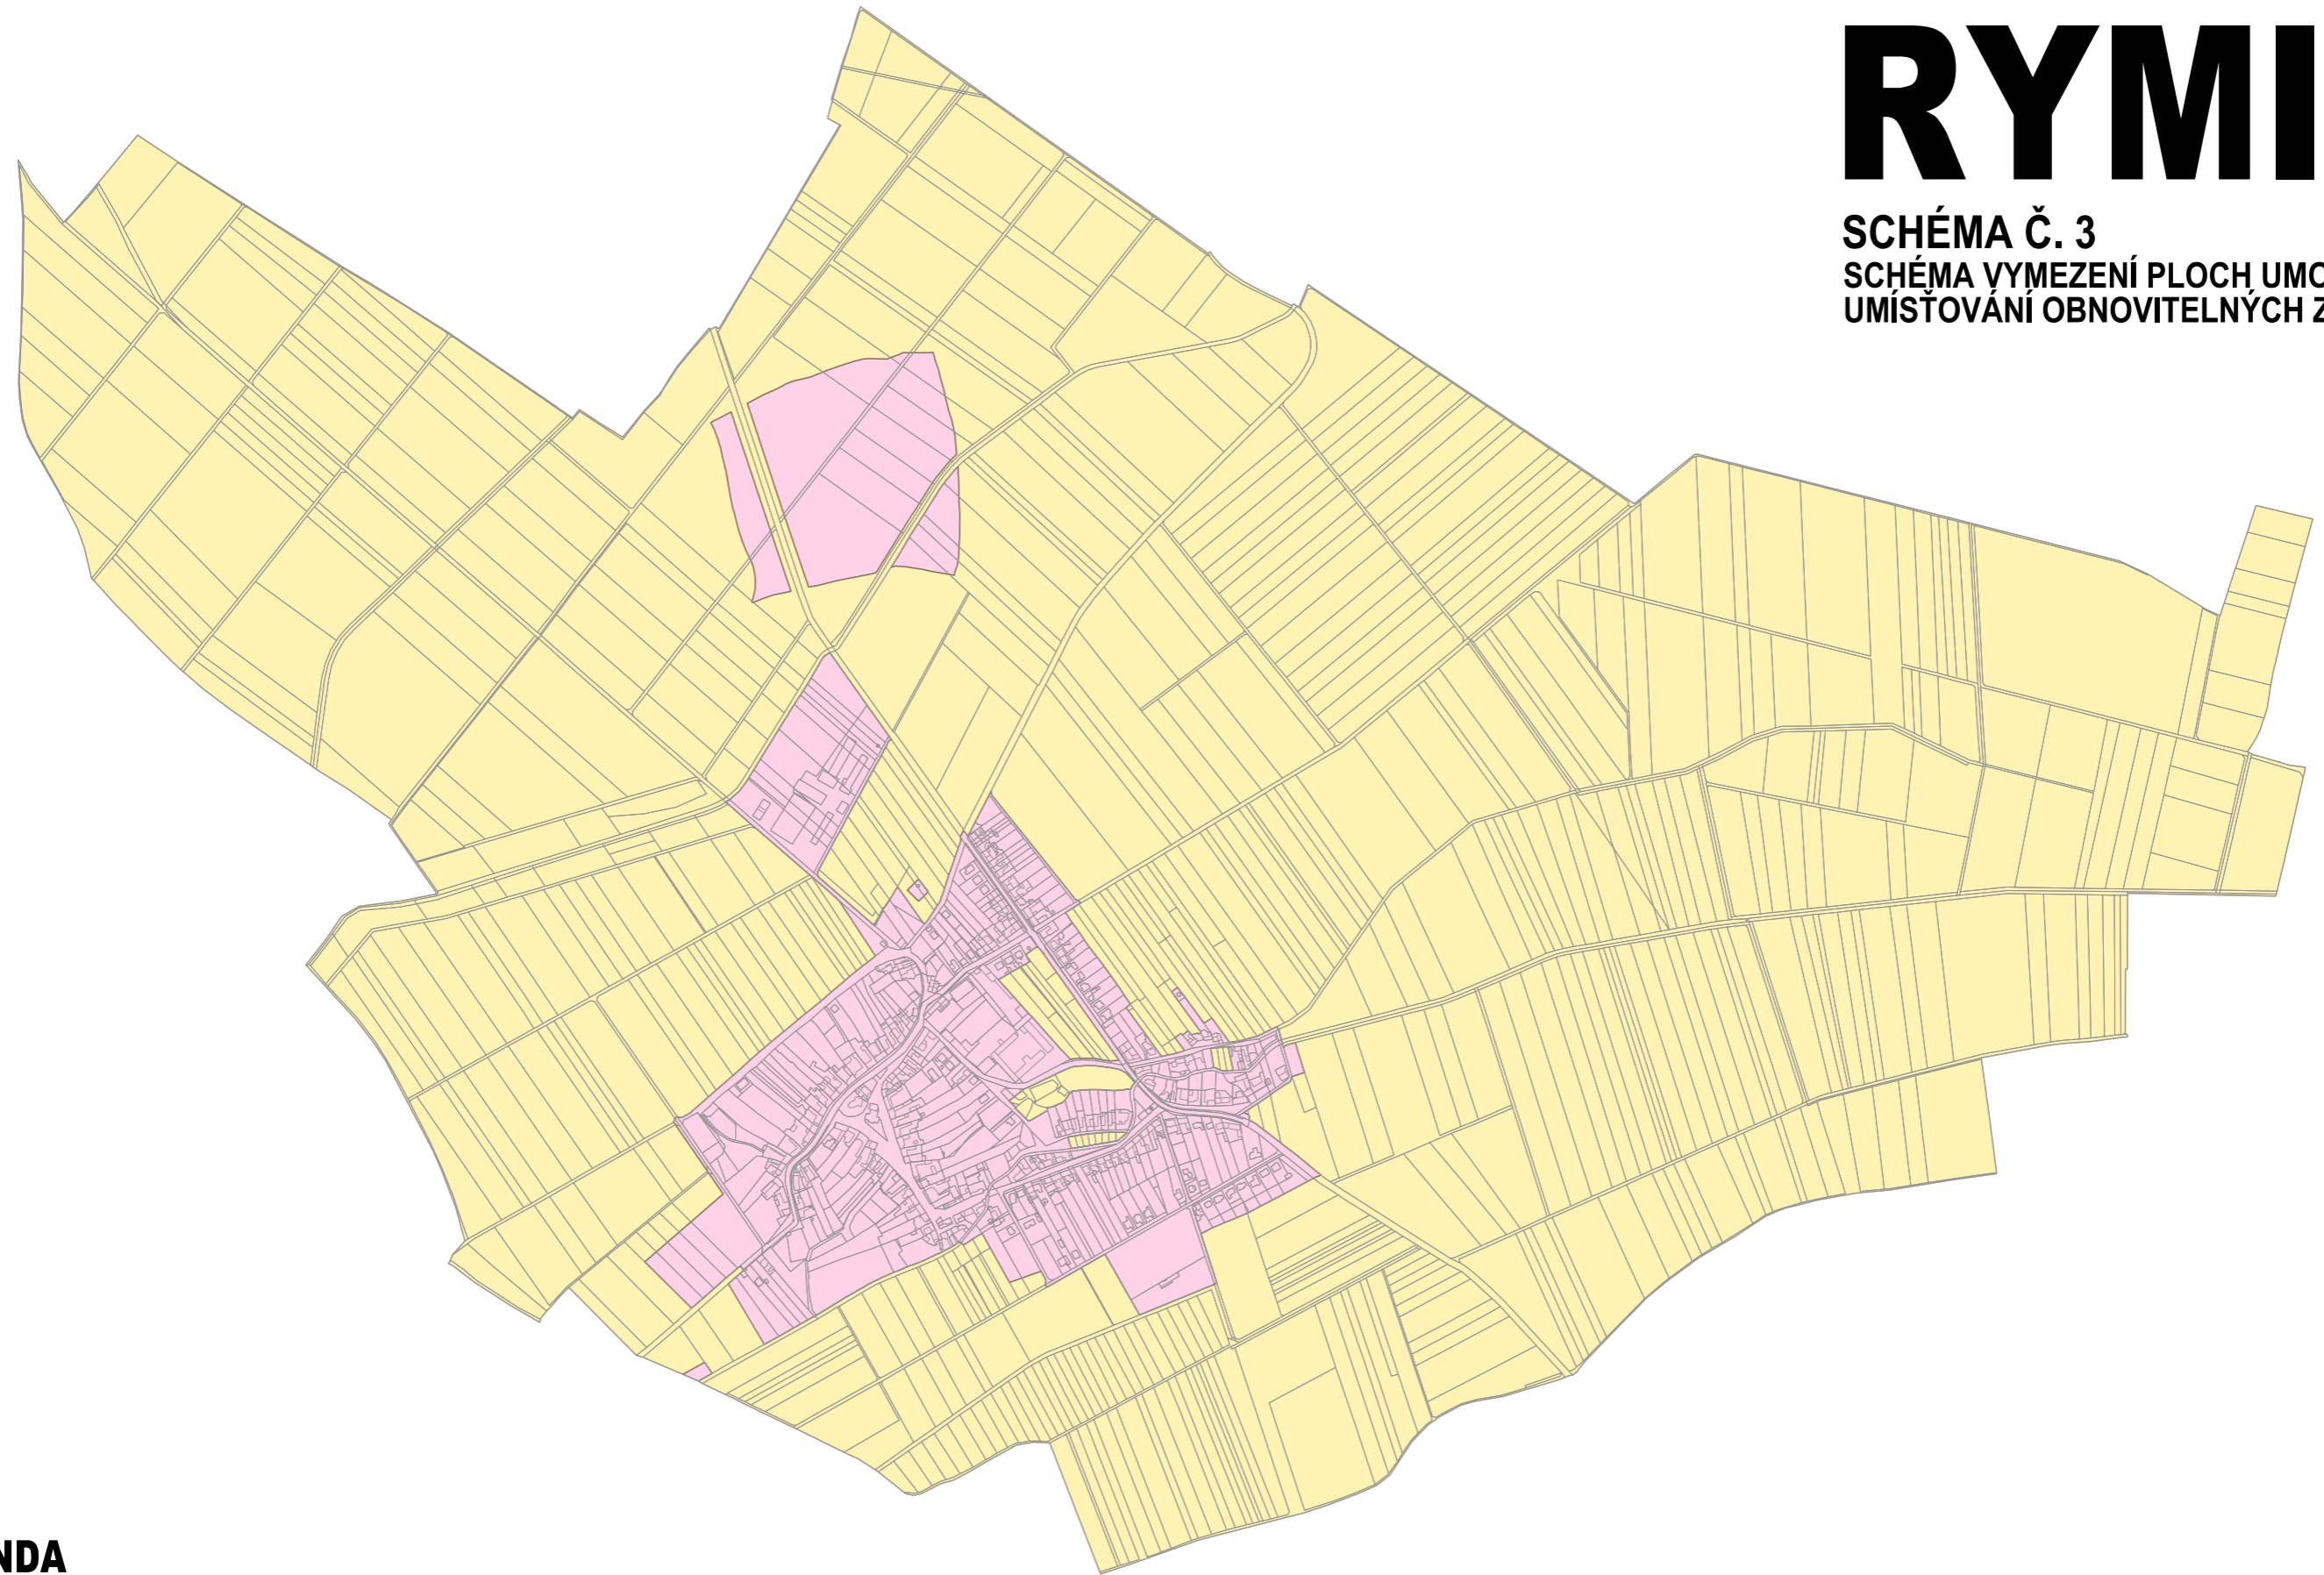 RYMI
SCHÉMA Č. 3
SCHÉMA VYMEZENÍ PLOCH UMO
UMÍSŤOVÁNÍ OBNOVITELNÝCH Z
NDA